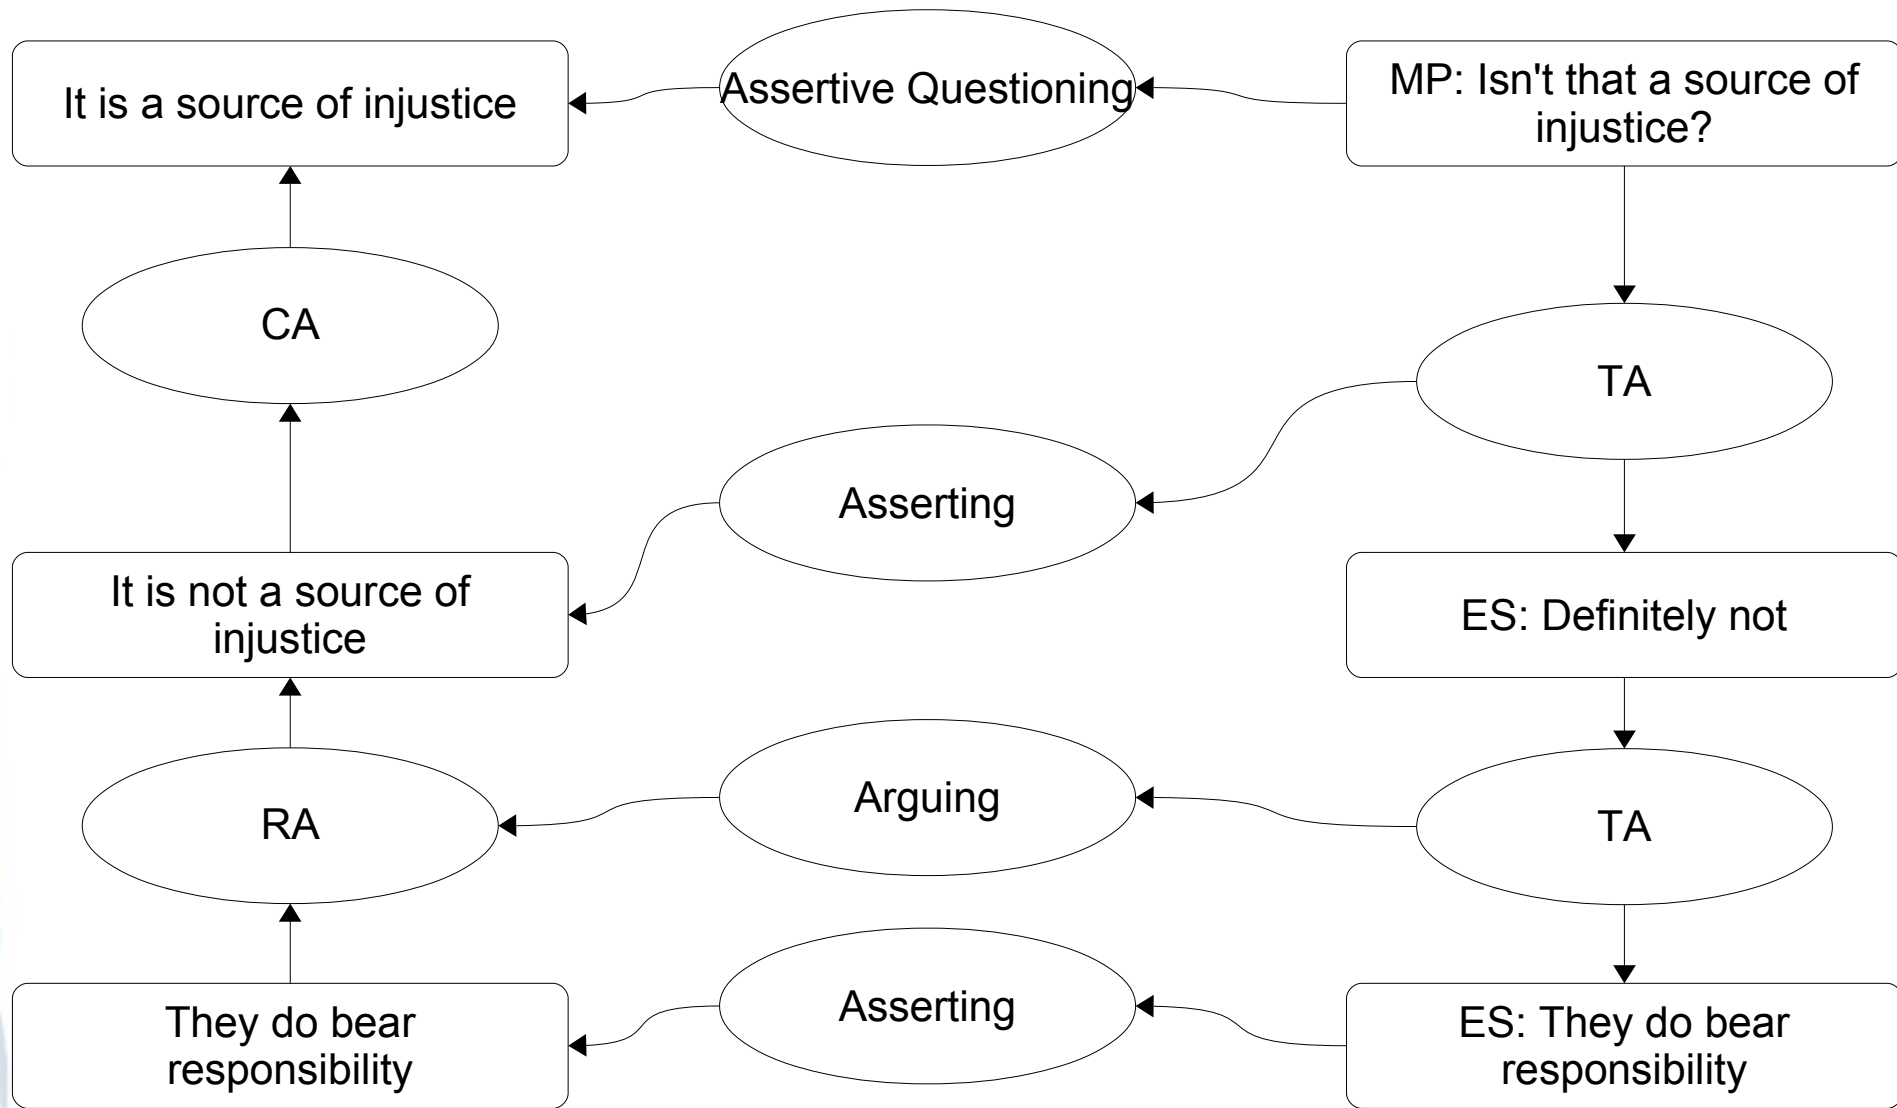 It is a source of injustice
Assertive Questioning
MP: Isn't that a source of
injustice?
CA
TA
Asserting
It is not a source of
injustice
ES: Definitely not
RA
Arguing
TA
They do bear
responsibility
Asserting
ES: They do bear
responsibility